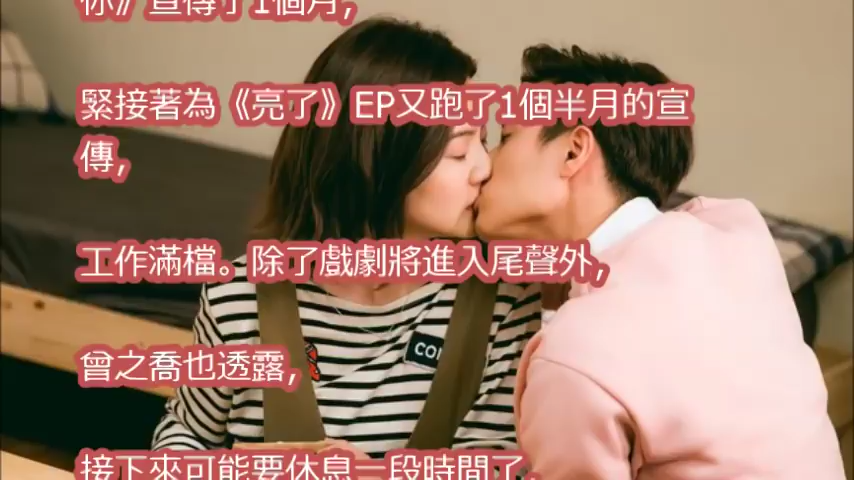 你》宣傳了1個月，
緊接著為《亮了》EP又跑了1個半月的宣
傳，
工作滿檔。除了戲劇將進入尾聲外，
曾之喬也透露，
接下來可能要休息一段時間了，